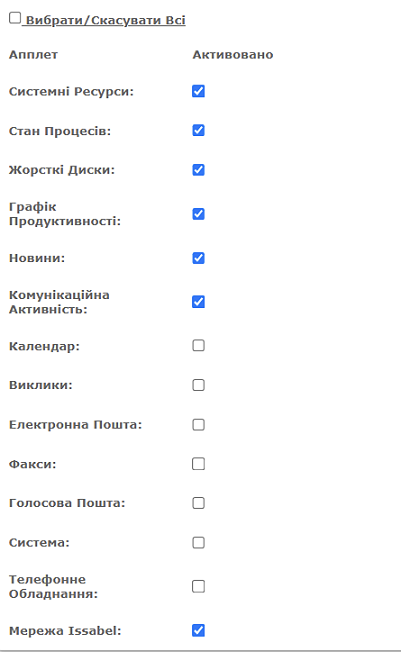 Вибрати/Скасувати Всі
Апплет Активовано
Системні Ресурси:
Стан Процесів:
Жорсткі Диски:
Графік
Продуктивності:
Новини:
Комунікаційна
Активність:
Календар:
Виклики:
Електронна Пошта:
Факси:
Голосова Пошта:
Система:
Телефонне
Обладнання:
Мережа Issabel: